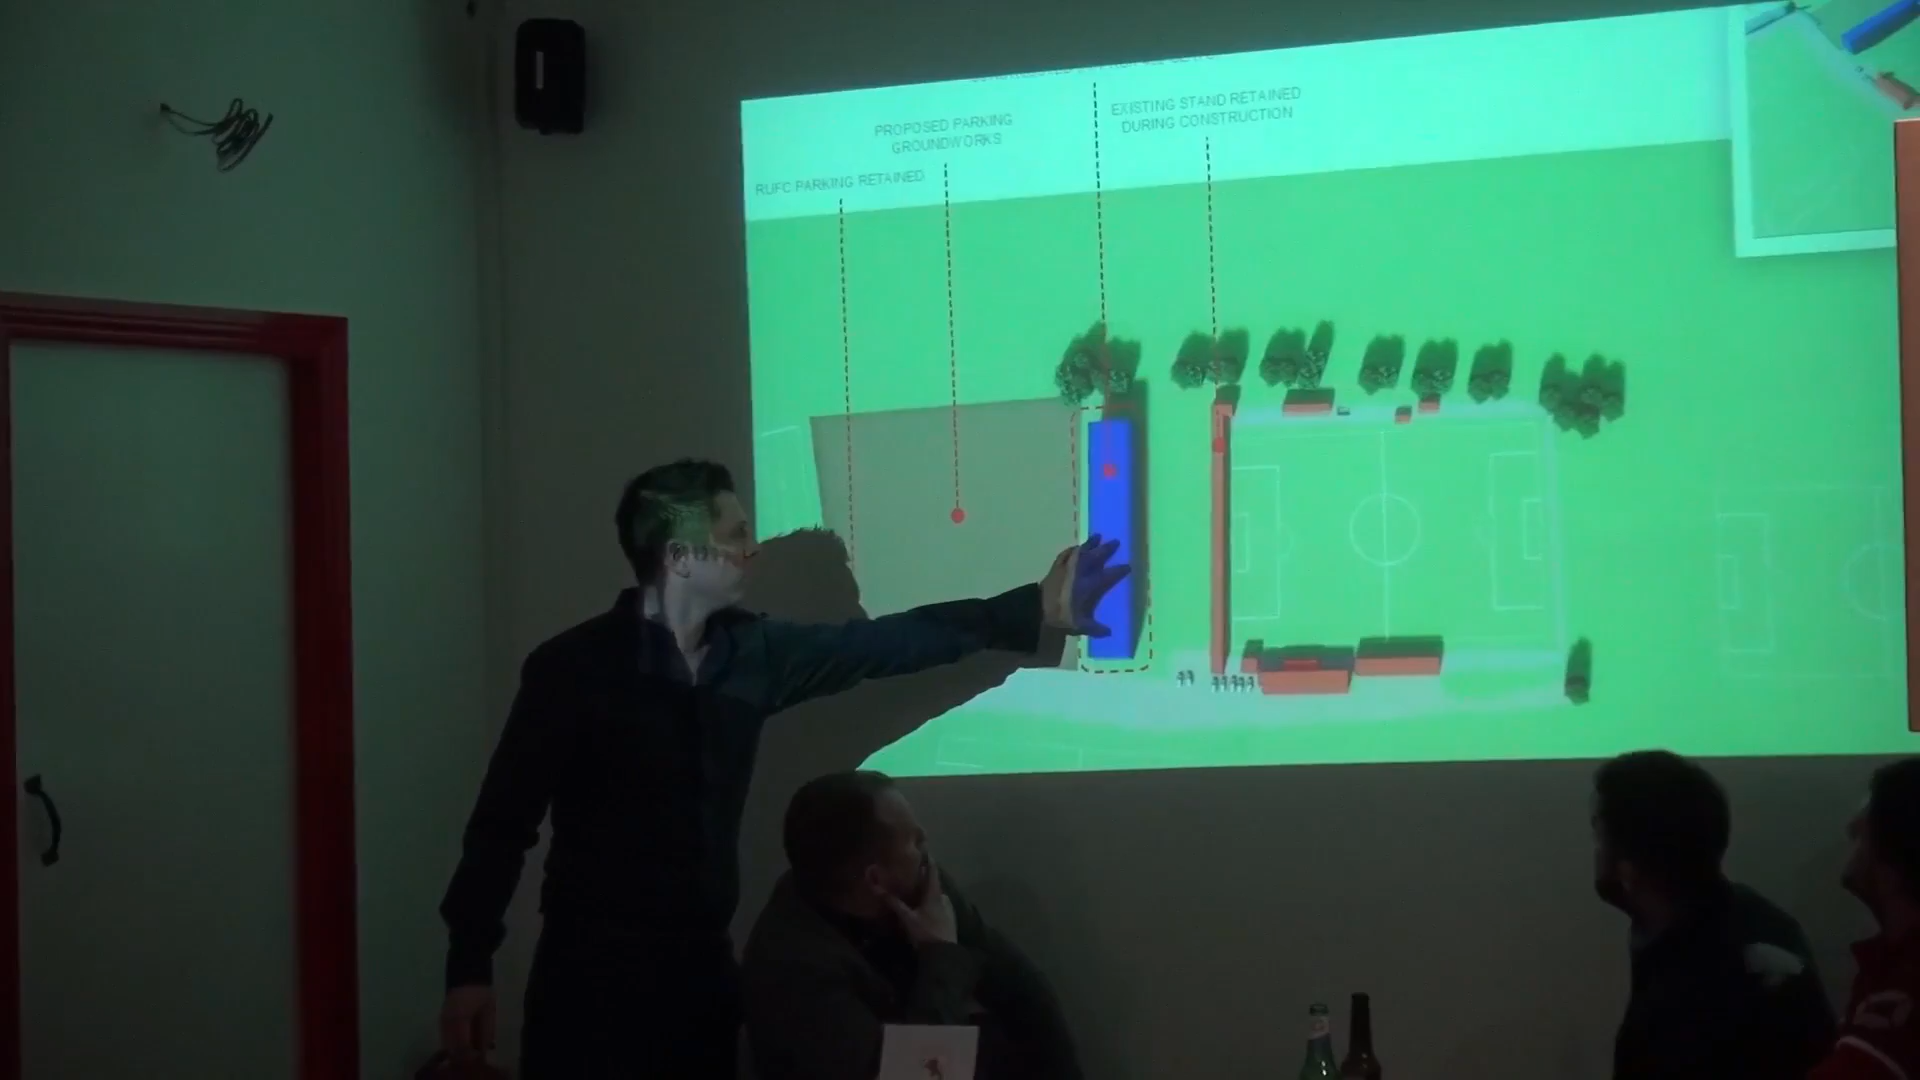 PROPOSED PARKING
GROUNDWORKS
EXISTING STAND RETAINED
DURING CONSTRUCTION
RUFC PARKING RETAINED